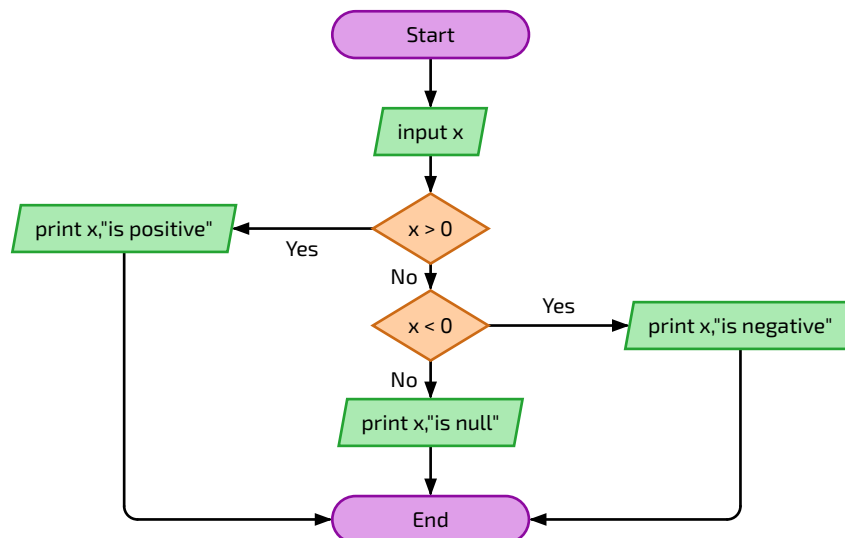 Start
input x
x > 0
Yes
print x,"is positive"
No
x < 0
Yes
print x,"is negative"
No
print x,"is null"
End